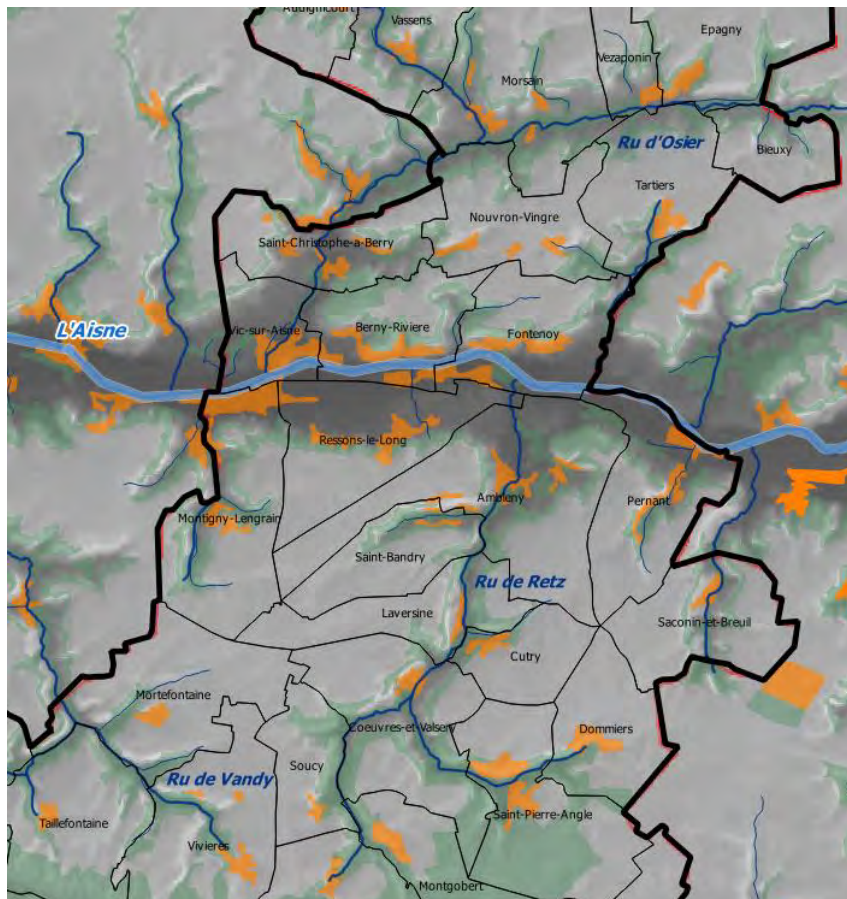 Audignicourt
Vassens
Epagny
Vezaponin
Morsain
Ru d'Osier
Bieuxy
Tartiers
Nouvron-Vingre
Saint-Christophe-a-Berry
L'Aisne
Vic-sur-Aisne
Berny-Riviere
Fontenoy
Ressons-le-Long
Ambleny
Pernant
Montigny-Lengrain
Saint-Bandry
Ru de Retz
Laversine
Saconin-et-Breuil
Cutry
Mortefontaine
Coeuvres-et-Valsery
Dommiers
Soucy
Ru de Vandy
Saint-Pierre-Angle
Taillefontaine
Vivieres
Montgobert